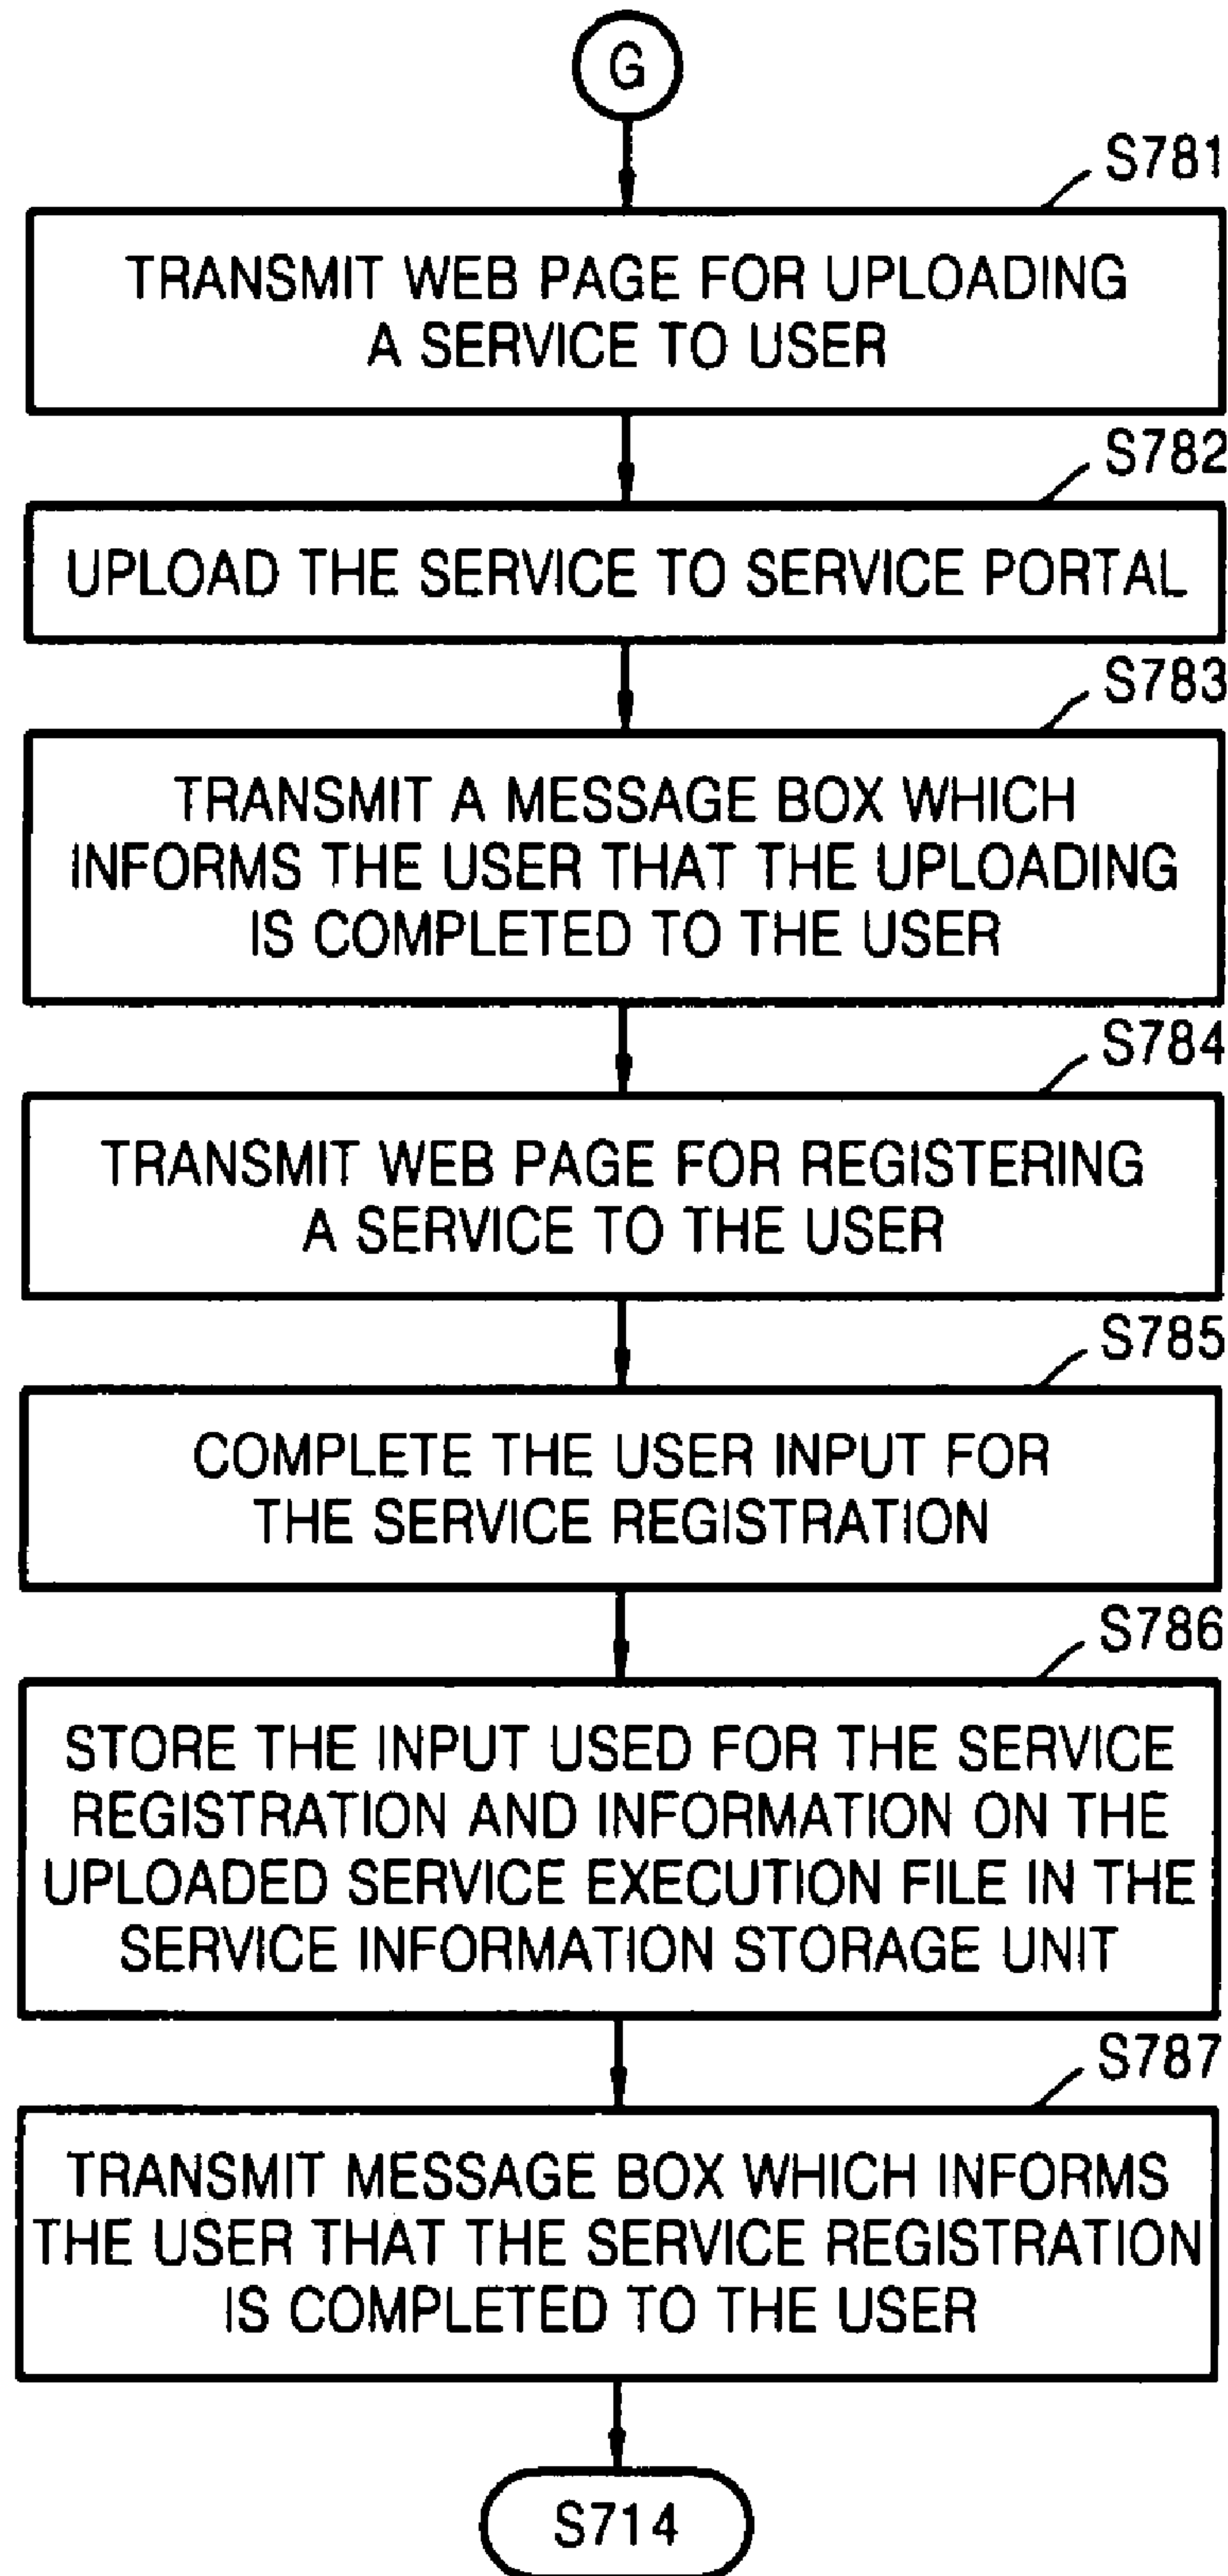 G
S781
TRANSMIT WEB PAGE FOR UPLOADING
A SERVICE TO USER
S782
UPLOAD THE SERVICE TO SERVICE PORTAL
S783
TRANSMIT A MESSAGE BOX WHICH
INFORMS THE USER THAT THE UPLOADING
IS COMPLETED TO THE USER
S784
TRANSMIT WEB PAGE FOR REGISTERING
A SERVICE TO THE USER
S785
COMPLETE THE USER INPUT FOR
THE SERVICE REGISTRATION
S786
STORE THE INPUT USED FOR THE SERVICE
REGISTRATION AND INFORMATION ON THE
UPLOADED SERVICE EXECUTION FILE IN THE
SERVICE INFORMATION STORAGE UNIT
S787
TRANSMIT MESSAGE BOX WHICH INFORMS
THE USER THAT THE SERVICE REGISTRATION
IS COMPLETED TO THE USER
S714